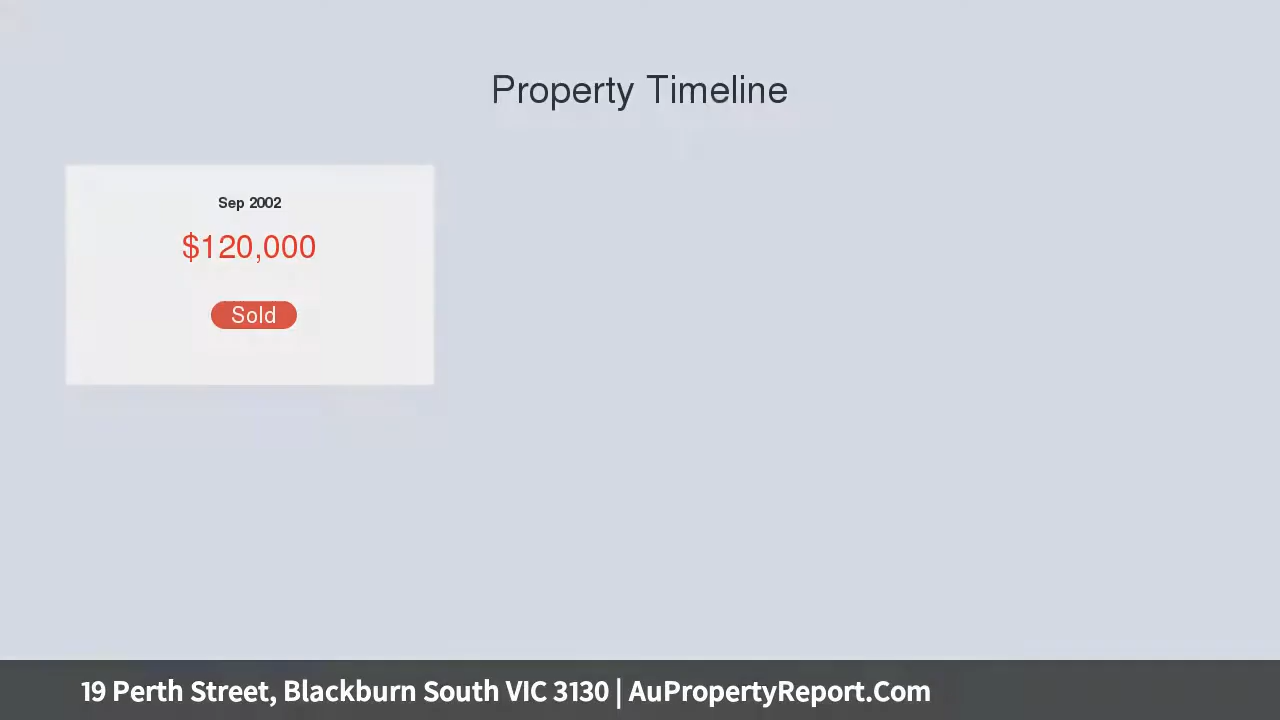 Property Timeline
Sep 2002
$120,000
Sold
19 Perth Street, Blackburn South VIC 3130 | AuPropertyReport.Com